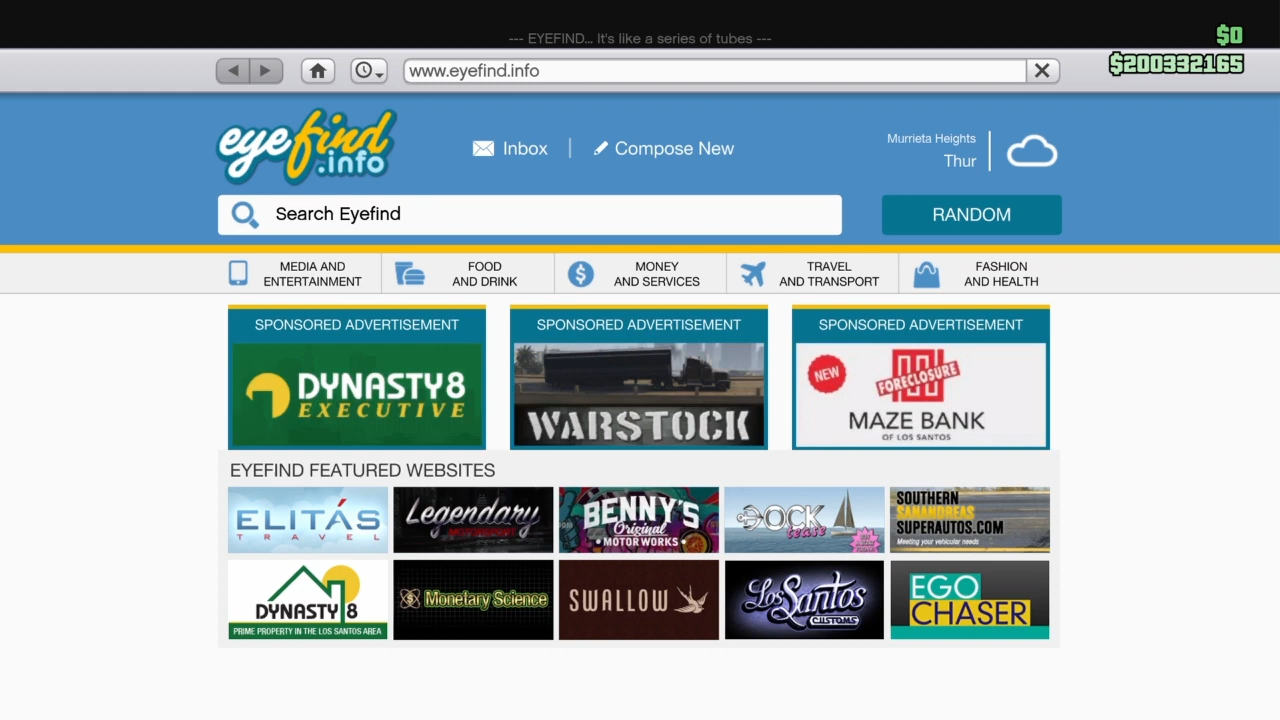 --- EYEFIND... It's like a series of tubes ---
$0
$200332165
www.eyefind.info
eyefind
.info
Inbox
Compose New
Murrieta Heights
Thur
Search Eyefind
RANDOM
MEDIA AND
ENTERTAINMENT
FOOD
AND DRINK
MONEY
AND SERVICES
TRAVEL
AND TRANSPORT
FASHION
AND HEALTH
SPONSORED ADVERTISEMENT
DYNASTY 8
EXECUTIVE
SPONSORED ADVERTISEMENT
WARSTOCK
SPONSORED ADVERTISEMENT
NEW
FORECLOSURE
MAZE BANK
OF LOS SANTOS
EYEFIND FEATURED WEBSITES
ELITÁS
TRAVEL
Legendary
MOTORSPORT
BENNY'S
Original
MOTOR WORKS
DOCK
tease
SOUTHERN
SANANDREAS
SUPERAUTOS.COM
Meeting your vehicular needs
DYNASTY 8
PRIME PROPERTY IN THE LOS SANTOS AREA
Monetary Science
SWALLOW
Los Santos
CUSTOMS
EGO
CHASER